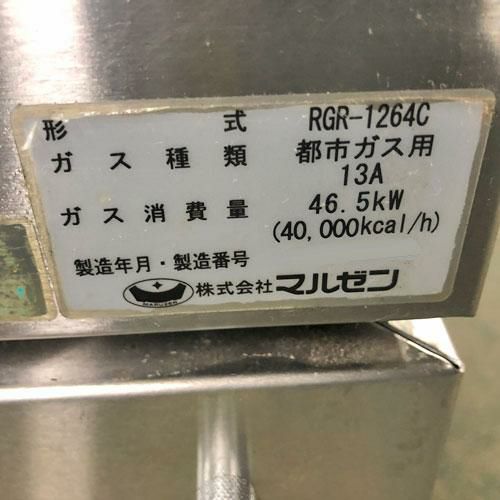 形式 RGR-1264C
ガス種類 都市ガス用
13A
ガス消費量 46.5kW
(40,000kcal/h)
製造年月・製造番号
MARUZEN 株式会社マルゼン